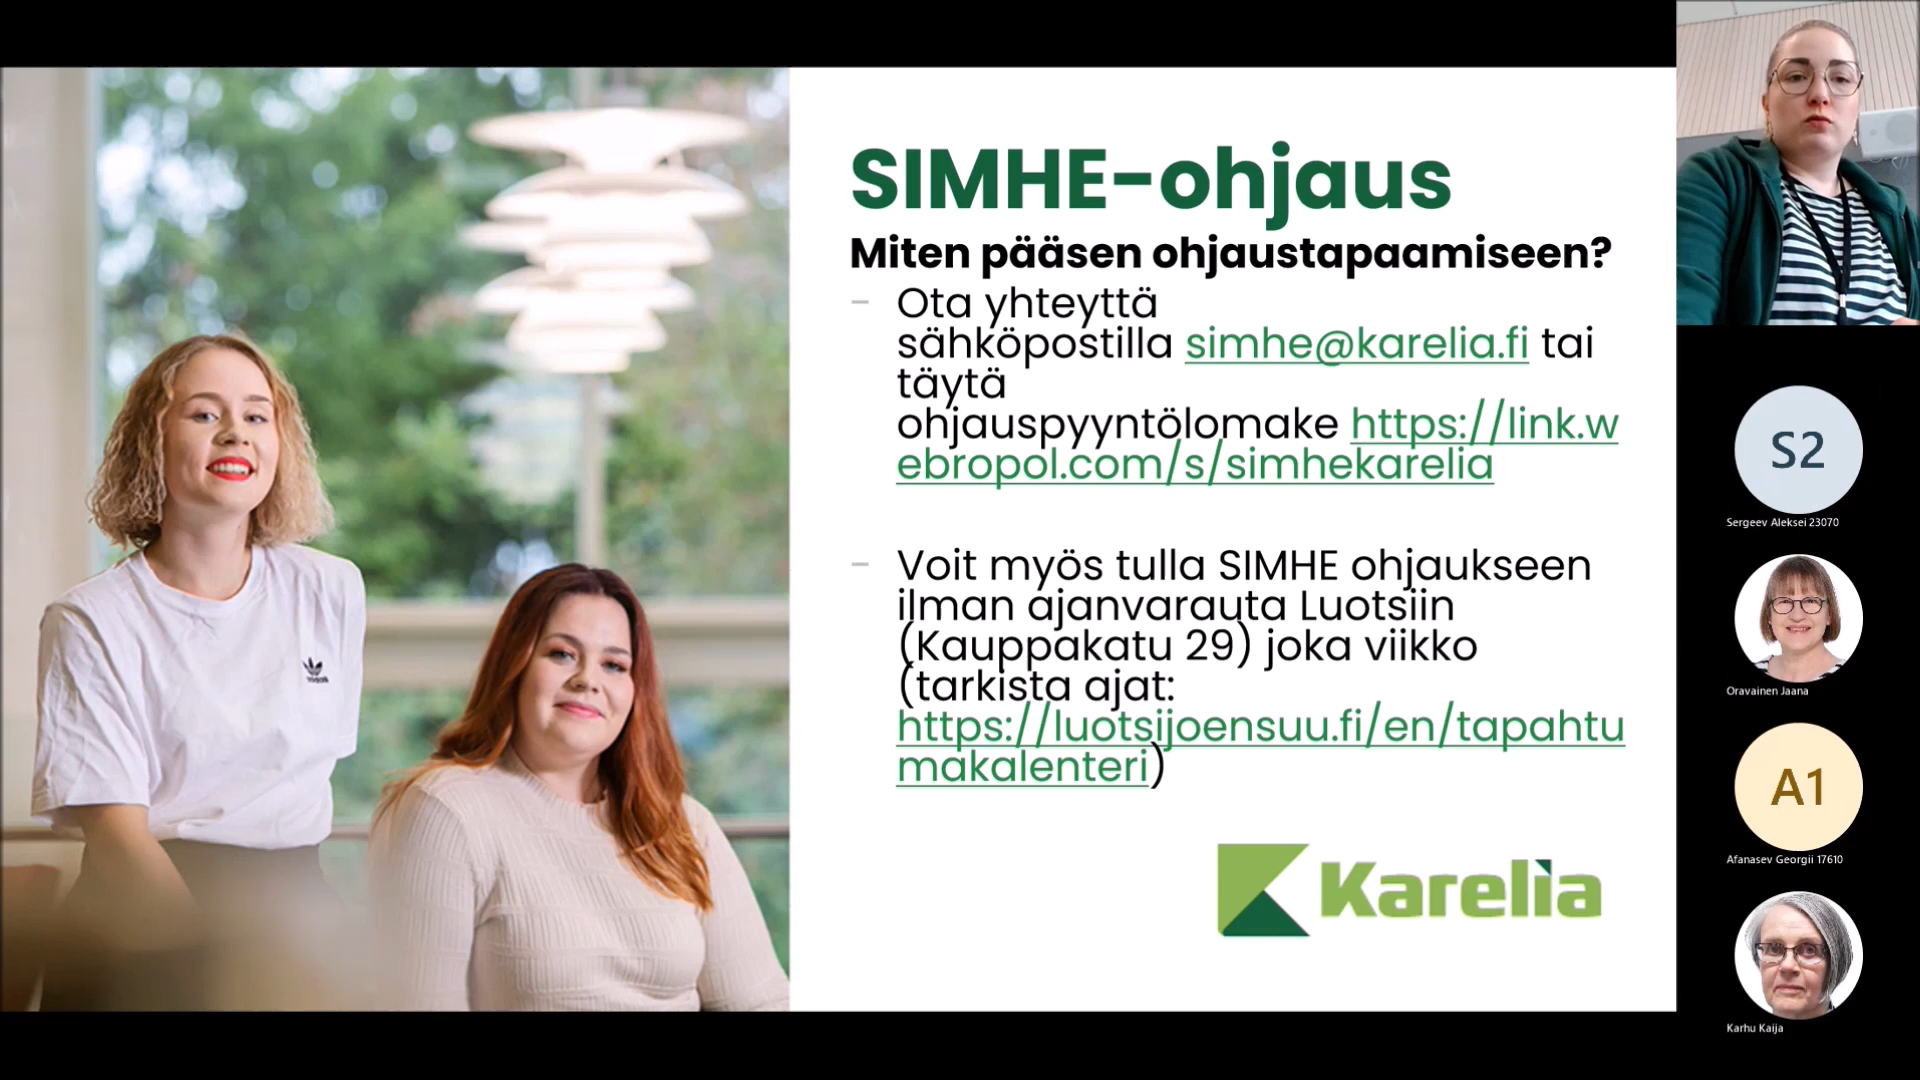 SIMHE-ohjaus
Miten pääsen ohjaustapaamiseen?
- Ota yhteyttä
sähköpostilla simhe@karelia.fi tai
täytä
ohjauspyyntölomake https://link.w
ebropol.com/s/simhekarelia
- Voit myös tulla SIMHE ohjaukseen
ilman ajanvarauta Luotsiin
(Kauppakatu 29) joka viikko
(tarkista ajat:
https://luotsijoensuu.fi/en/tapahtu
makalenteri)
Karelia
S2
Sergeev Aleksei 23070
Oravainen Jaana
A1
Afanasev Georgii 17610
Karhu Kaija